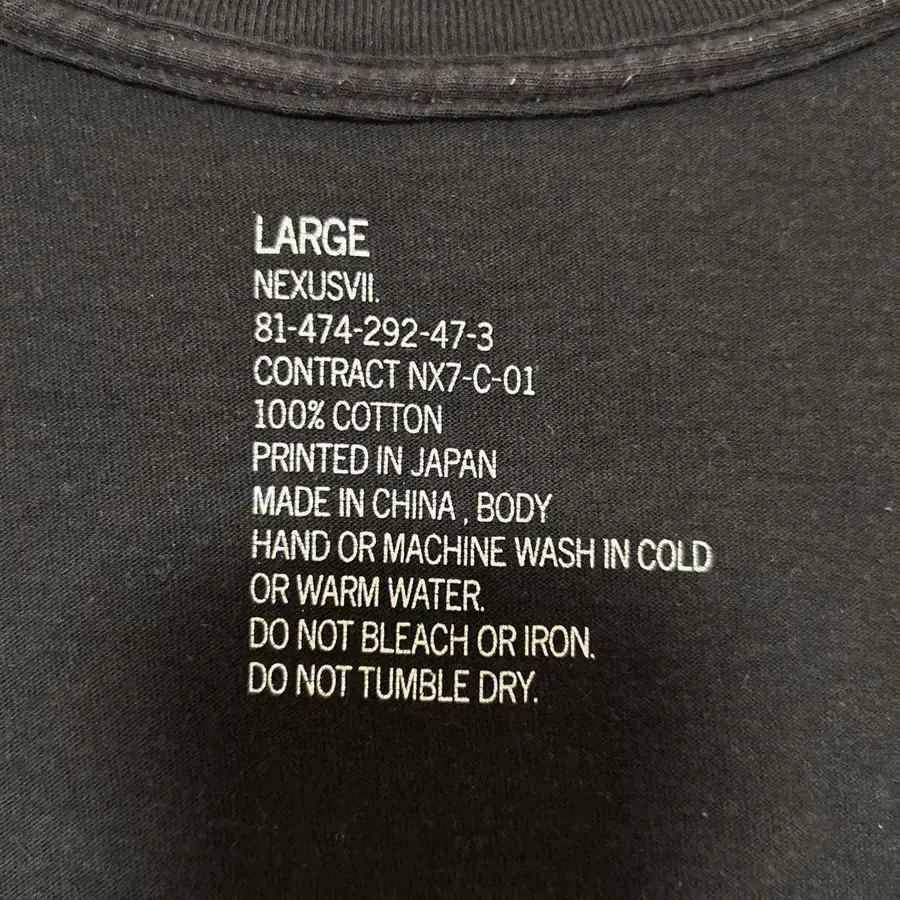 LARGE
NEXUSVII.
81-474-292-47-3
CONTRACT NX7-C-01
100% COTTON
PRINTED IN JAPAN
MADE IN CHINA , BODY
HAND OR MACHINE WASH IN COLD
OR WARM WATER.
DO NOT BLEACH OR IRON.
DO NOT TUMBLE DRY.